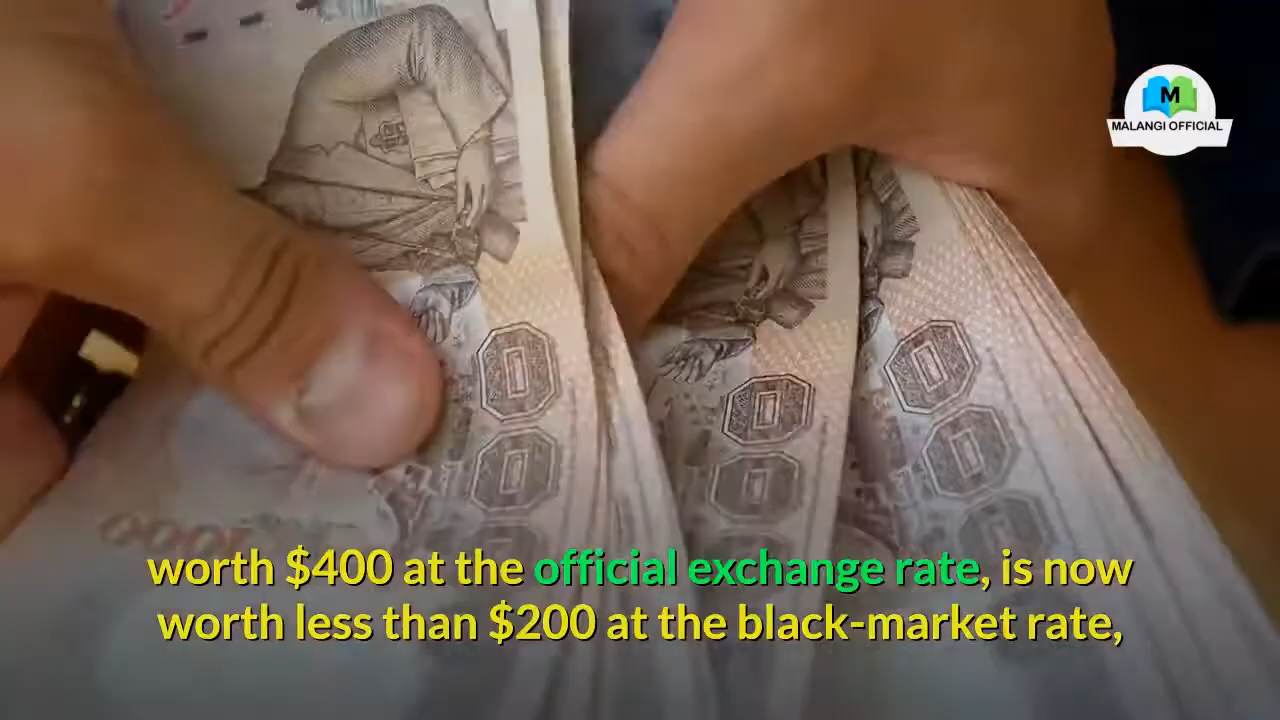 M
MALANGI OFFICIAL
1000
worth $400 at the official exchange rate, is now
worth less than $200 at the black-market rate,